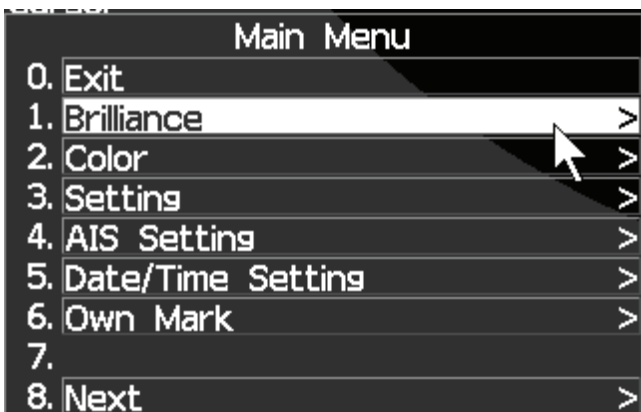 Main Menu
0. Exit
1. Brilliance >
2. Color >
3. Setting >
4. AIS Setting >
5. Date/Time Setting >
6. Own Mark >
7.
8. Next >